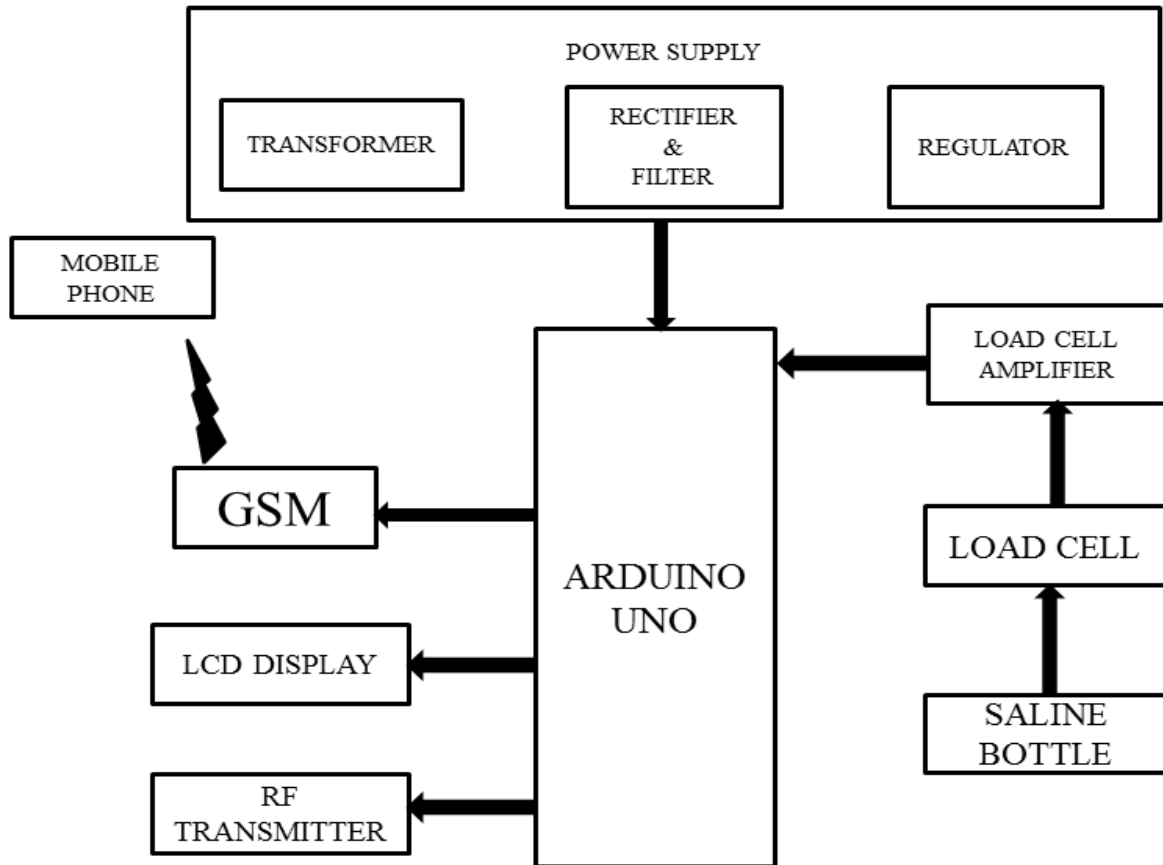 POWER SUPPLY
TRANSFORMER
RECTIFIER
&
FILTER
REGULATOR
MOBILE
PHONE
LOAD CELL
AMPLIFIER
GSM
ARDUINO
UNO
LOAD CELL
LCD DISPLAY
SALINE
BOTTLE
RF
TRANSMITTER